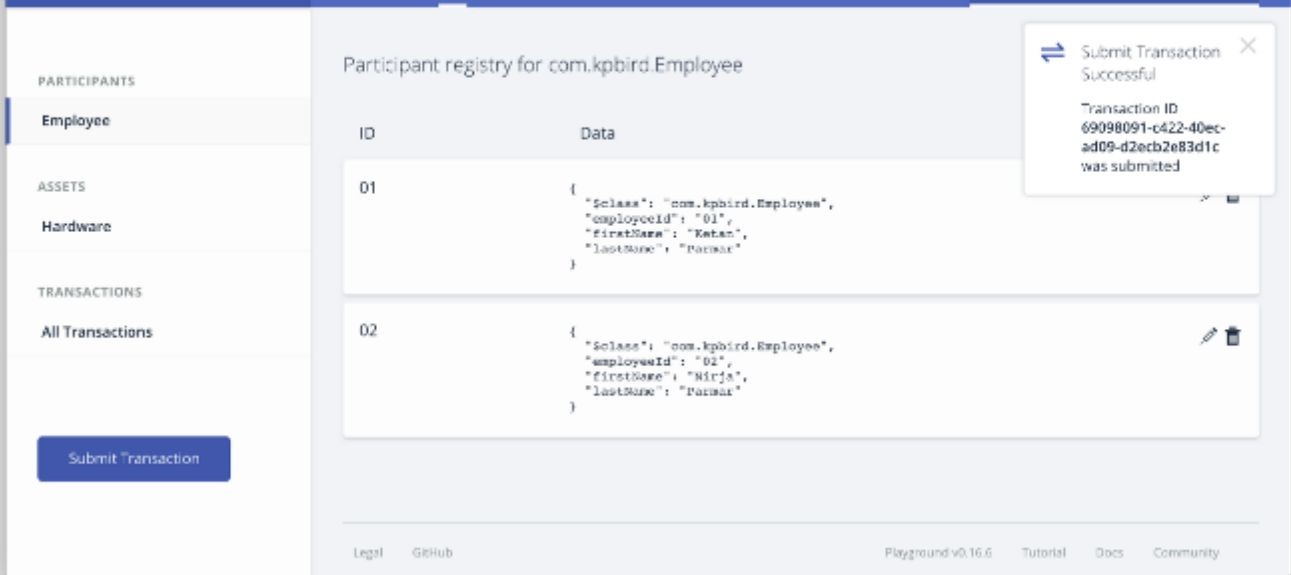 PARTICIPANTS
Employee
ASSETS
Hardware
TRANSACTIONS
All Transactions
Submit Transaction
Participant registry for com.kpbird.Employee
ID Data
01
{
"$class": "com.kpbird.Employee",
"employeeId": "01",
"firstName": "Ketan",
"lastName": "Parmar"
}
02
{
"$class": "com.kpbird.Employee",
"employeeId": "02",
"firstName": "Nirja",
"lastName": "Parmar"
}
Submit Transaction
Successful
Transaction ID
69098091-c422-40ec-
ad09-d2ecb2e83d1c
was submitted
Legal GitHub Playground v0.16.6 Tutorial Docs Community